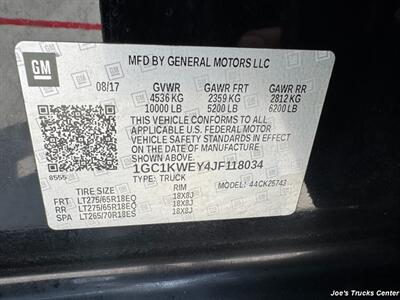 GM
MFD BY GENERAL MOTORS LLC
08/17 GVWR GAWR FRT GAWR RR
4536 KG 2359 KG 2812 KG
10000 LB 5200 LB 6200 LB
THIS VEHICLE CONFORMS TO ALL
APPLICABLE U.S. FEDERAL MOTOR
VEHICLE SAFETY STANDARDS IN EFFECT
ON THE DATE OF MANUFACTURE
SHOWN ABOVE.
1GC1KWEY4JF118034
8555 TYPE: TRUCK MODEL: 44CK25743
TIRE SIZE RIM
FRT LT275/65R18EQ 18X8J
RR LT275/65R18EQ 18X8J
SPA LT265/70R18ES 18X8J
Joe's Trucks Center